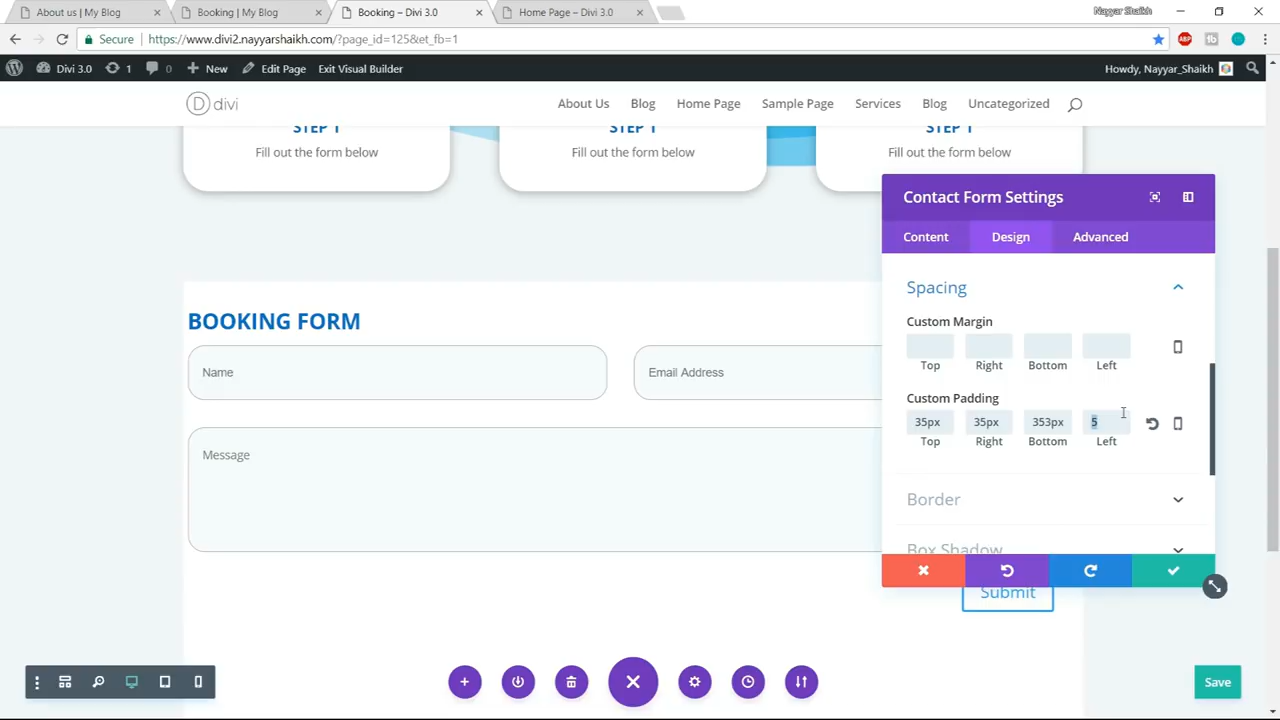 About us | My Blog
Booking | My Blog
Booking – Divi 3.0
Home Page – Divi 3.0
Nayyar Shaikh
Secure
https://www.divi2.nayyarshaikh.com/?page_id=125&et_fb=1
ABP
Divi 3.0
1
0
New
Edit Page
Exit Visual Builder
Howdy, Nayyar_Shaikh
D divi
About Us
Blog
Home Page
Sample Page
Services
Blog
Uncategorized
STEP 1
STEP 1
STEP 1
Fill out the form below
Fill out the form below
Fill out the form below
Contact Form Settings
Content
Design
Advanced
Spacing
Custom Margin
Top
Right
Bottom
Left
Custom Padding
35px
35px
353px
5
Top
Right
Bottom
Left
Border
Box Shadow
BOOKING FORM
Name
Email Address
Message
Submit
Save